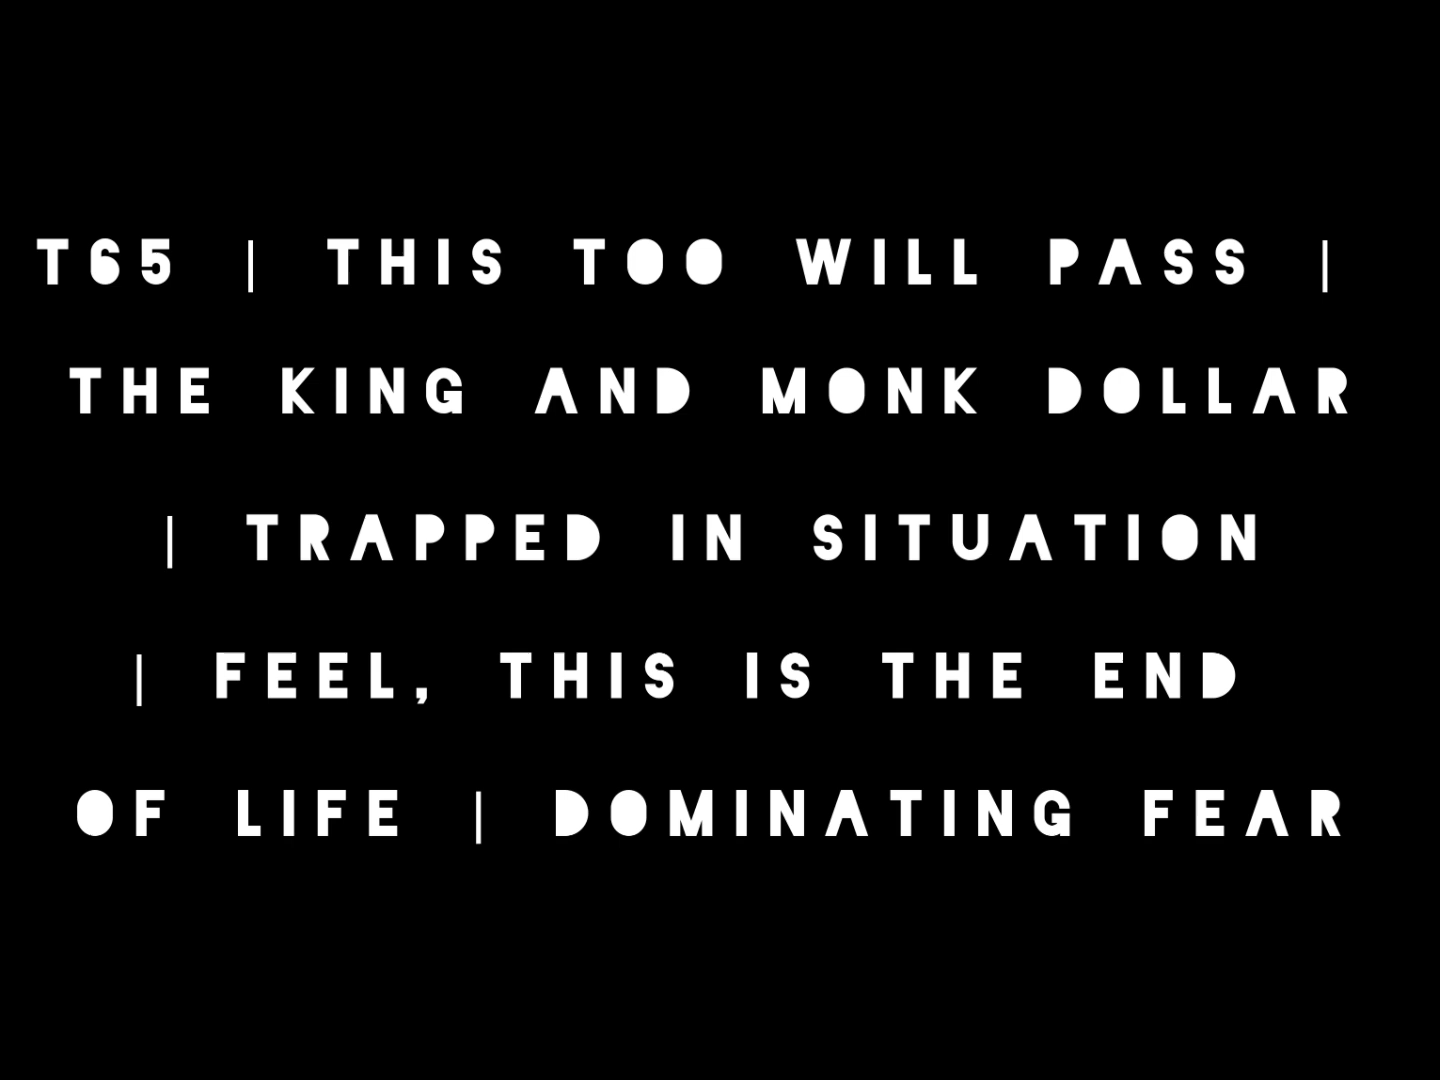 T65 | THIS TOO WILL PASS |
THE KING AND MONK DOLLAR
| TRAPPED IN SITUATION
| FEEL, THIS IS THE END
OF LIFE | DOMINATING FEAR